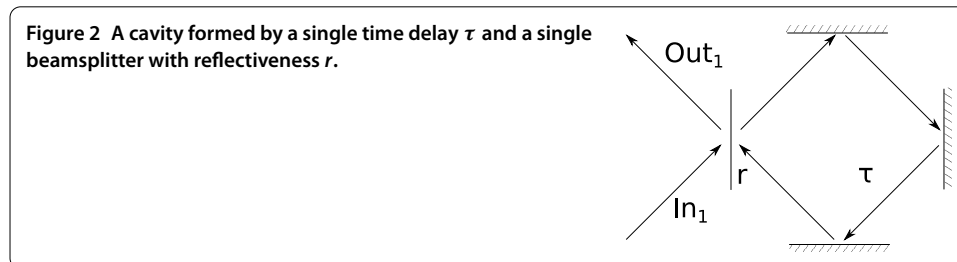 Figure 2 A cavity formed by a single time delay τ and a single
beamsplitter with reflectiveness r.
Out₁
r
τ
In₁